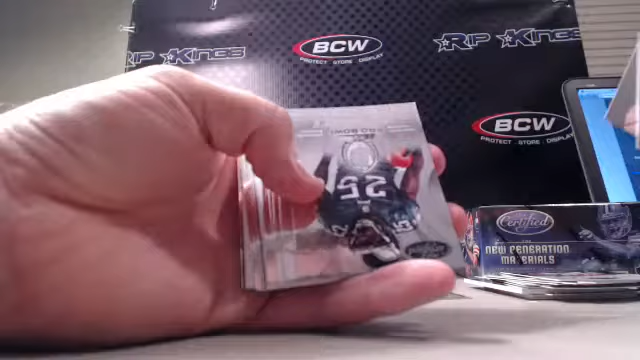 BCW
PROTECT · STORE · DISPLAY
RIP KINGS
RIP KINGS
BCW
PROTECT · STORE · DISPLAY
25
Certified
NEW GENERATION
MATERIALS